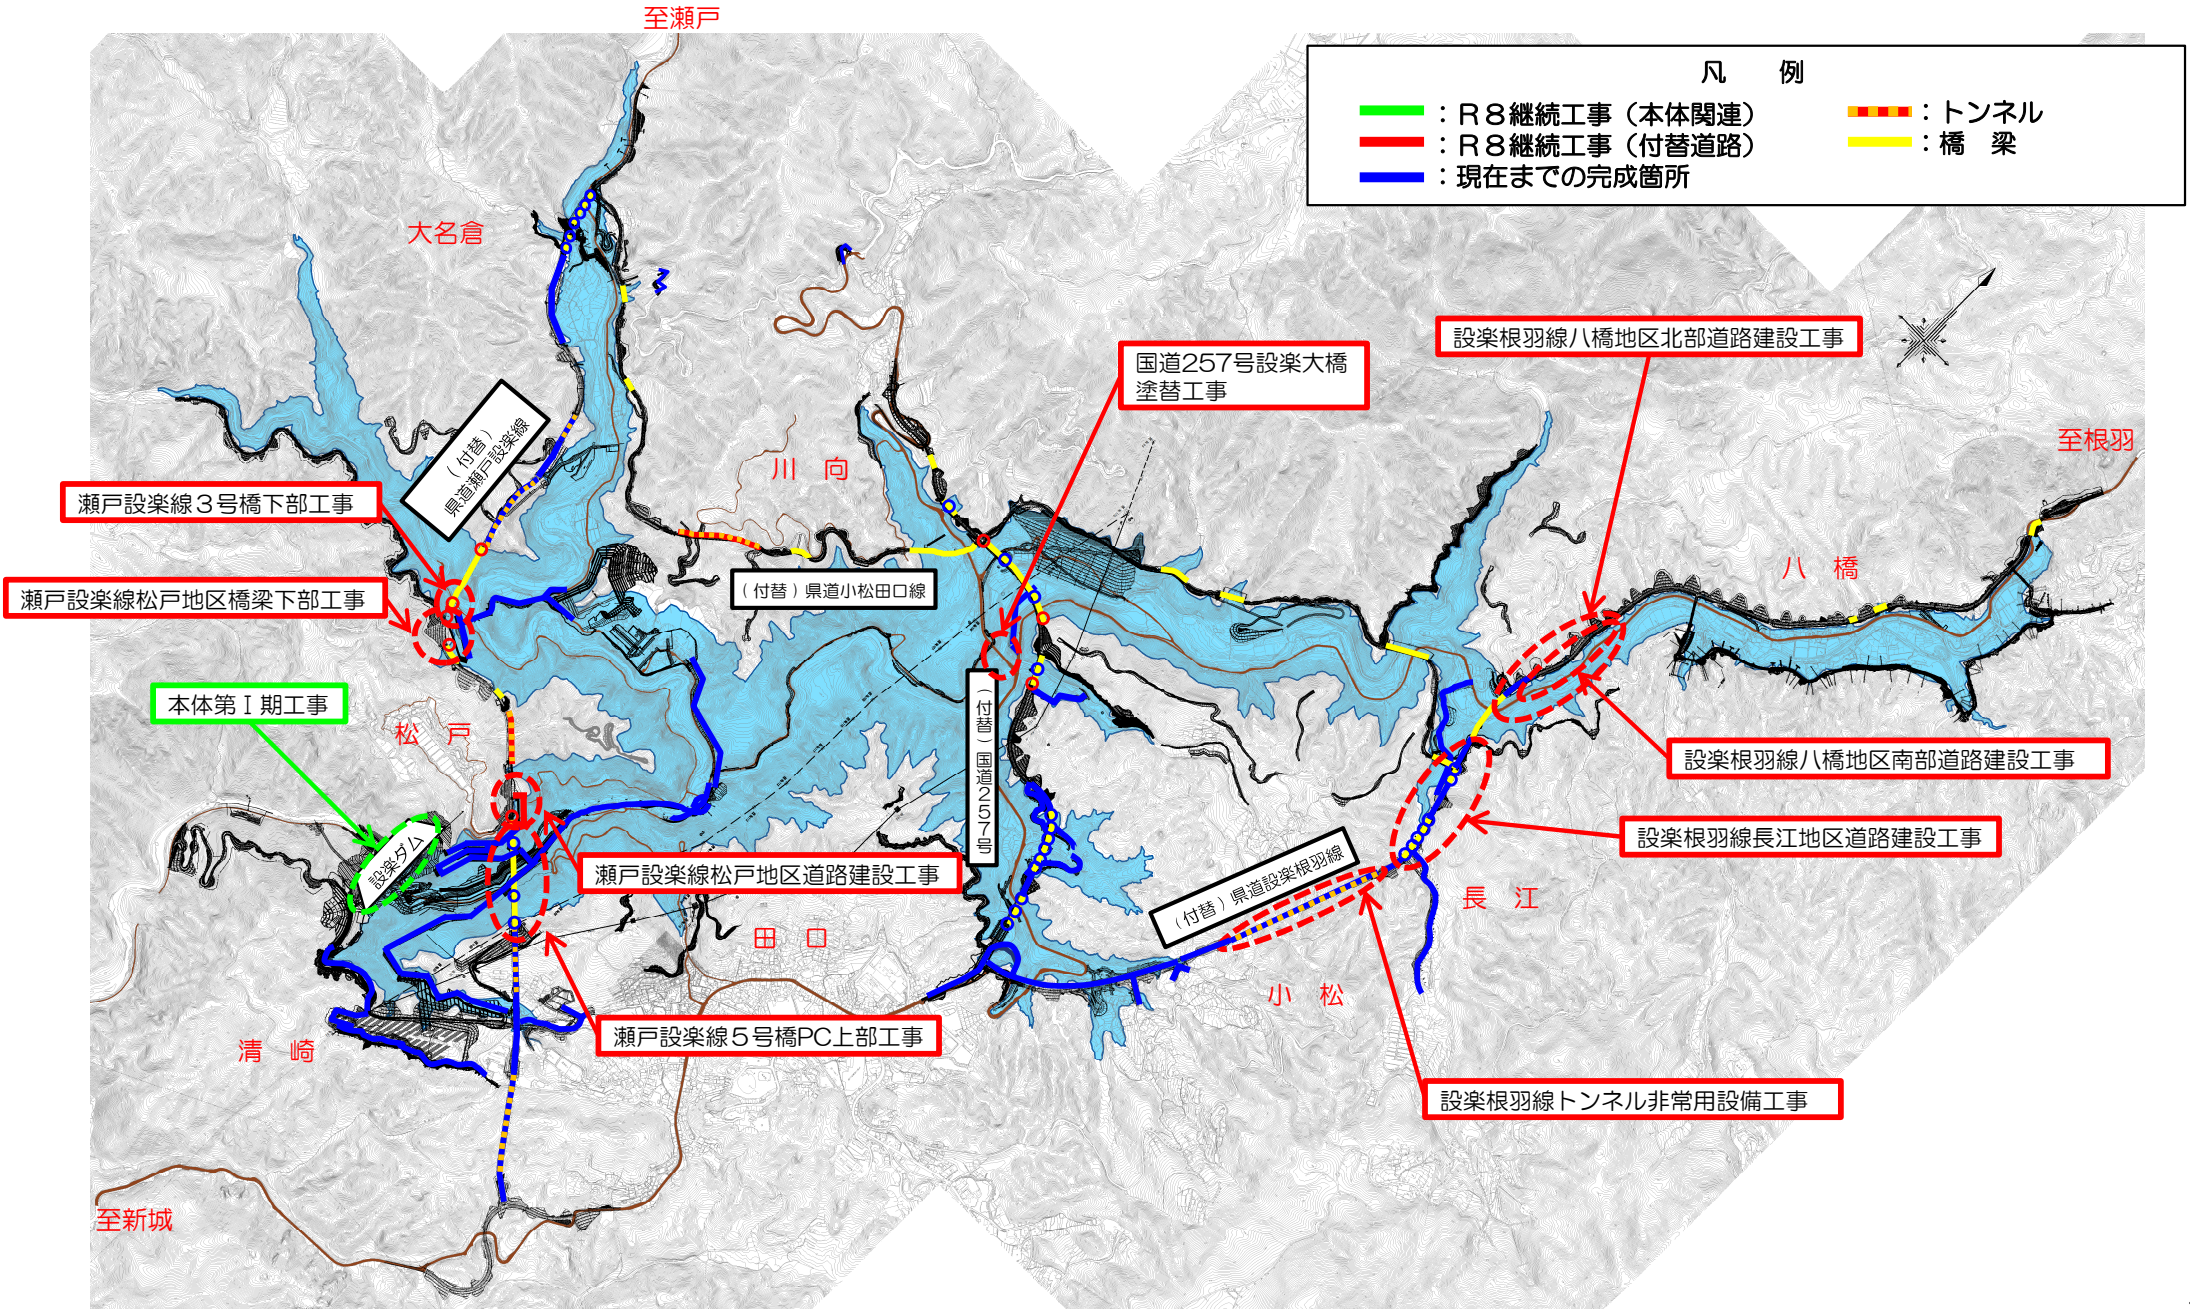 至瀬戸
凡　例
：Ｒ８継続工事（本体関連）
：Ｒ８継続工事（付替道路）
：現在までの完成箇所
：トンネル
：橋　梁
大名倉
国道257号設楽大橋
塗替工事
設楽根羽線八橋地区北部道路建設工事
至根羽
（付替）
県道瀬戸設楽線
川　向
瀬戸設楽線３号橋下部工事
八　橋
（付替）県道小松田口線
瀬戸設楽線松戸地区橋梁下部工事
本体第Ⅰ期工事
松　戸
（付替）国道257号
設楽根羽線八橋地区南部道路建設工事
設楽根羽線長江地区道路建設工事
設楽ダム
瀬戸設楽線松戸地区道路建設工事
（付替）県道設楽根羽線
長　江
田　口
小　松
瀬戸設楽線５号橋PC上部工事
清　崎
設楽根羽線トンネル非常用設備工事
至新城